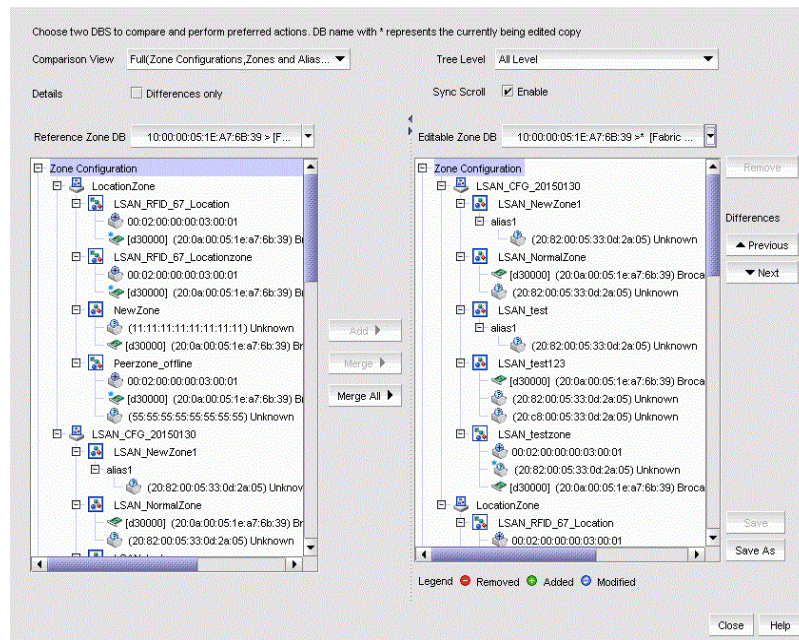 Choose two DBS to compare and perform preferred actions. DB name with * represents the currently being edited copy
Comparison View Full(Zone Configurations,Zones and Alias...
Tree Level All Level
Details Differences only
Sync Scroll Enable
Reference Zone DB 10:00:00:05:1E:A7:6B:39 > [F...
Editable Zone DB 10:00:00:05:1E:A7:6B:39 >* [Fabric ...
Zone Configuration
LocationZone
LSAN_RFID_67_Location
00:02:00:00:00:03:00:01
[d30000] (20:0a:00:05:1e:a7:6b:39) Br
LSAN_RFID_67_Locationzone
00:02:00:00:00:03:00:01
[d30000] (20:0a:00:05:1e:a7:6b:39) Br
NewZone
(11:11:11:11:11:11:11:11) Unknown
[d30000] (20:0a:00:05:1e:a7:6b:39) Br
Peerzone_offline
00:02:00:00:00:03:00:01
[d30000] (20:0a:00:05:1e:a7:6b:39) Br
(55:55:55:55:55:55:55:55) Unknown
LSAN_CFG_20150130
LSAN_NewZone1
alias1
(20:82:00:05:33:0d:2a:05) Unknov
LSAN_NormalZone
[d30000] (20:0a:00:05:1e:a7:6b:39) Br
(20:82:00:05:33:0d:2a:05) Unknown
Add
Merge
Merge All
Zone Configuration
LSAN_CFG_20150130
LSAN_NewZone1
alias1
(20:82:00:05:33:0d:2a:05) Unknown
LSAN_NormalZone
[d30000] (20:0a:00:05:1e:a7:6b:39) Broca
(20:82:00:05:33:0d:2a:05) Unknown
LSAN_test
alias1
(20:82:00:05:33:0d:2a:05) Unknown
LSAN_test123
[d30000] (20:0a:00:05:1e:a7:6b:39) Broca
(20:82:00:05:33:0d:2a:05) Unknown
(20:c8:00:05:33:0d:2a:05) Unknown
LSAN_testzone
00:02:00:00:00:03:00:01
(20:82:00:05:33:0d:2a:05) Unknown
[d30000] (20:0a:00:05:1e:a7:6b:39) Broca
LocationZone
LSAN_RFID_67_Location
00:02:00:00:00:03:00:01
Remove
Differences
Previous
Next
Save
Save As
Legend Removed Added Modified
Close Help